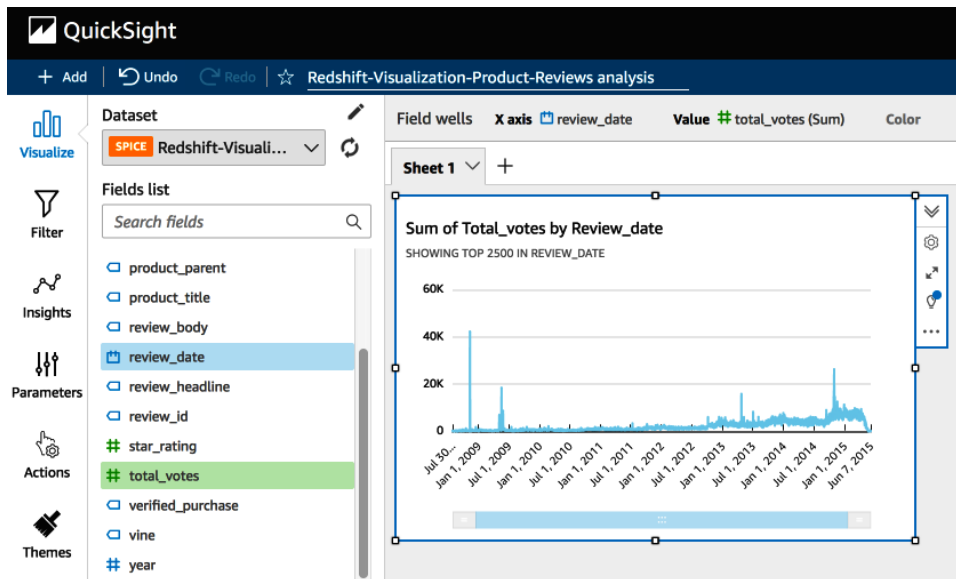 QuickSight
+ Add Undo Redo Redshift-Visualization-Product-Reviews analysis
Visualize
Filter
Insights
Parameters
Actions
Themes
Dataset
SPICE Redshift-Visuali...
Fields list
Search fields
product_parent
product_title
review_body
review_date
review_headline
review_id
# star_rating
# total_votes
verified_purchase
vine
# year
Field wells X axis review_date Value # total_votes (Sum) Color
Sheet 1 +
Sum of Total_votes by Review_date
SHOWING TOP 2500 IN REVIEW_DATE
60K
40K
20K
0
Jul 30... Jan 1, 2009 Jul 1, 2009 Jan 1, 2010 Jul 1, 2010 Jan 1, 2011 Jul 1, 2011 Jan 1, 2012 Jul 1, 2012 Jan 1, 2013 Jul 1, 2013 Jan 1, 2014 Jul 1, 2014 Jan 1, 2015 Jun 7, 2015